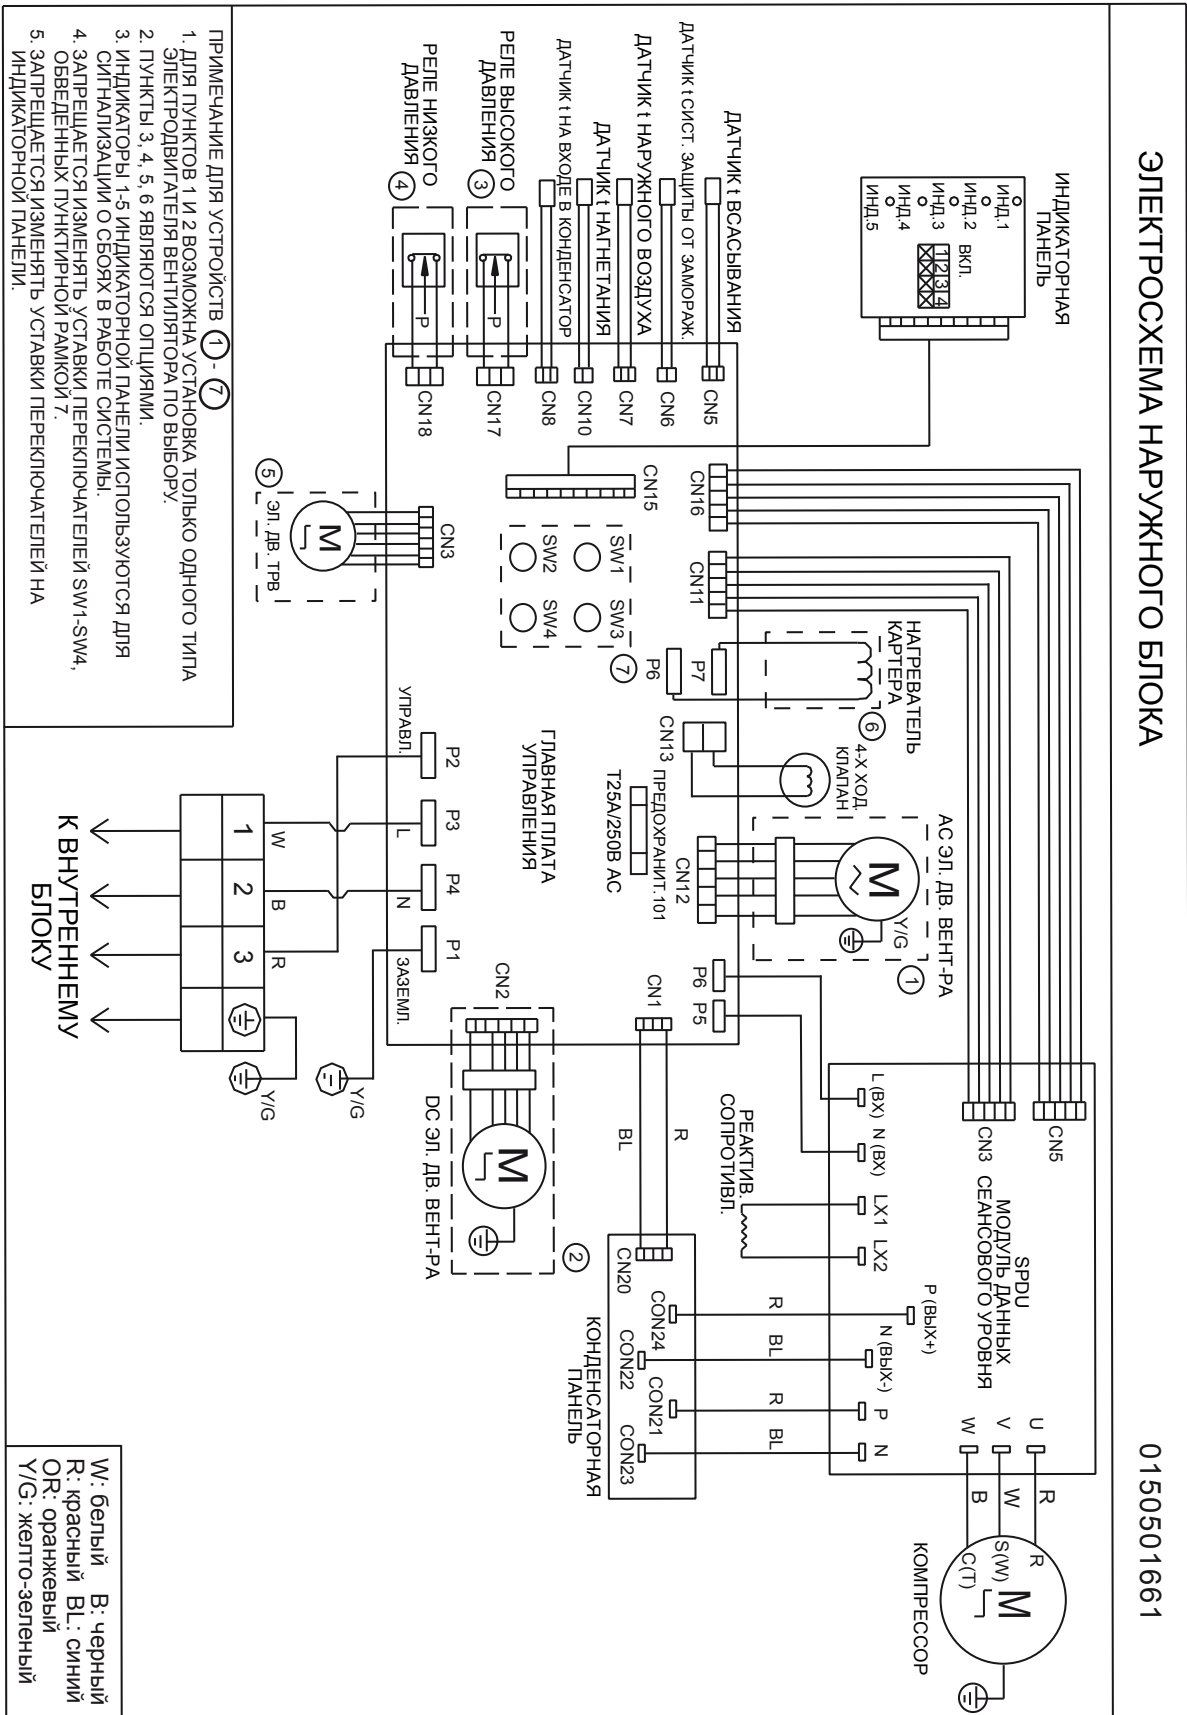 ЭЛЕКТРОСХЕМА НАРУЖНОГО БЛОКА
0150501661
ИНДИКАТОРНАЯ
ПАНЕЛЬ
ИНД.1
ИНД.2
ИНД.3
ИНД.4
ИНД.5
ВКЛ.
1 2 3 4
ДАТЧИК t ВСАСЫВАНИЯ
ДАТЧИК t СИСТ. ЗАЩИТЫ ОТ ЗАМОРАЖ.
ДАТЧИК t НАРУЖНОГО ВОЗДУХА
ДАТЧИК t НАГНЕТАНИЯ
ДАТЧИК t НА ВХОДЕ В КОНДЕНСАТОР
РЕЛЕ ВЫСОКОГО
ДАВЛЕНИЯ
3
РЕЛЕ НИЗКОГО
ДАВЛЕНИЯ
4
P
P
CN5
CN6
CN7
CN10
CN8
CN17
CN18
CN16
CN11
CN15
SW1
SW3
SW2
SW4
7
CN3
5
ЭЛ. ДВ. ТРВ
M
НАГРЕВАТЕЛЬ
КАРТЕРА
6
P7
P6
4-Х ХОД.
КЛАПАН
CN13
ПРЕДОХРАНИТ.101
T25A/250B AC
ГЛАВНАЯ ПЛАТА
УПРАВЛЕНИЯ
AC ЭЛ. ДВ. ВЕНТ-РА
1
M
Y/G
CN12
P6
P5
CN1
CN2
P2
P3
P4
P1
УПРАВЛ.
L
N
ЗАЗЕМЛ.
Y/G
1
2
3
W
B
R
Y/G
К ВНУТРЕННЕМУ
БЛОКУ
DC ЭЛ. ДВ. ВЕНТ-РА
M
2
R
BL
CN20
CON24
CON22
CON21
CON23
КОНДЕНСАТОРНАЯ
ПАНЕЛЬ
R
BL
R
BL
РЕАКТИВ.
СОПРОТИВЛ.
L (ВХ)
N (ВХ)
LX1
LX2
P (ВЫХ+)
N (ВЫХ-)
P
N
CN5
CN3
SPDU
МОДУЛЬ ДАННЫХ
СЕАНСОВОГО УРОВНЯ
U
V
W
R
W
B
R
S(W)
C(T)
M
КОМПРЕССОР
ПРИМЕЧАНИЕ ДЛЯ УСТРОЙСТВ 1 - 7
1. ДЛЯ ПУНКТОВ 1 И 2 ВОЗМОЖНА УСТАНОВКА ТОЛЬКО ОДНОГО ТИПА
ЭЛЕКТРОДВИГАТЕЛЯ ВЕНТИЛЯТОРА ПО ВЫБОРУ.
2. ПУНКТЫ 3, 4, 5, 6 ЯВЛЯЮТСЯ ОПЦИЯМИ.
3. ИНДИКАТОРЫ 1-5 ИНДИКАТОРНОЙ ПАНЕЛИ ИСПОЛЬЗУЮТСЯ ДЛЯ
СИГНАЛИЗАЦИИ О СБОЯХ В РАБОТЕ СИСТЕМЫ.
4. ЗАПРЕЩАЕТСЯ ИЗМЕНЯТЬ УСТАВКИ ПЕРЕКЛЮЧАТЕЛЕЙ SW1-SW4,
ОБВЕДЕННЫХ ПУНКТИРНОЙ РАМКОЙ 7.
5. ЗАПРЕЩАЕТСЯ ИЗМЕНЯТЬ УСТАВКИ ПЕРЕКЛЮЧАТЕЛЕЙ НА
ИНДИКАТОРНОЙ ПАНЕЛИ.
W: белый B: черный
R: красный BL: синий
OR: оранжевый
Y/G: желто-зеленый